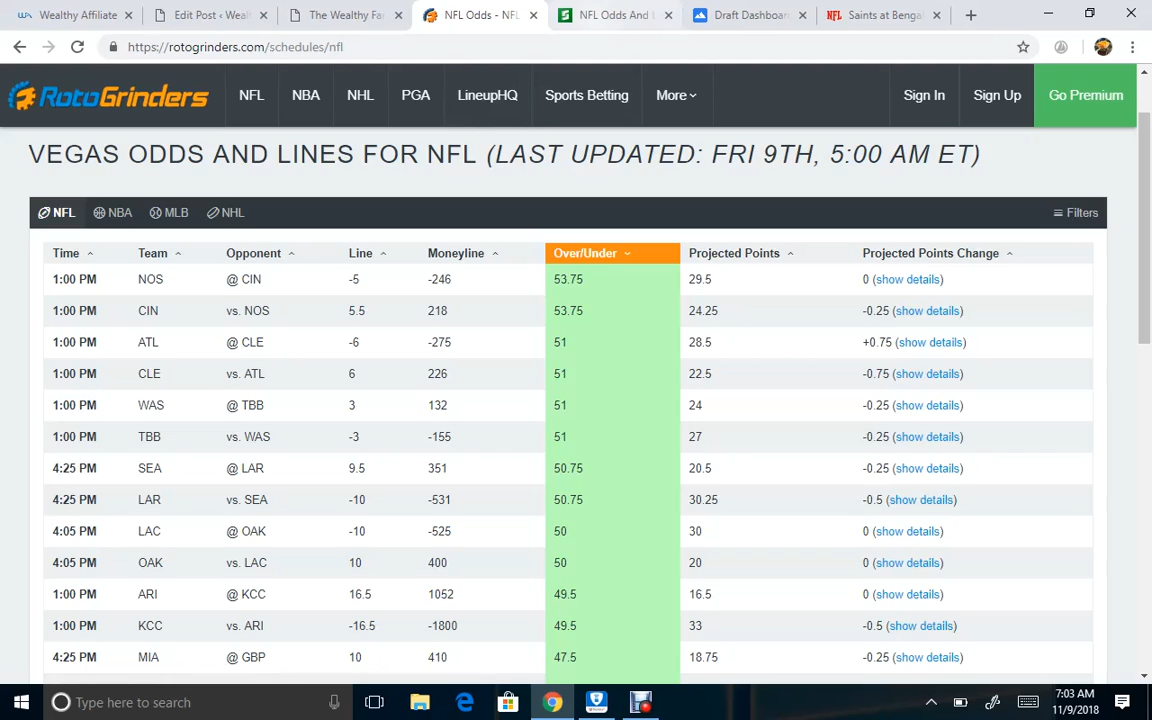 Wealthy Affiliate
Edit Post ‹ Weal
The Wealthy Fa
NFL Odds - NFL
NFL Odds And L
Draft Dashboar
Saints at Benga
https://rotogrinders.com/schedules/nfl
RotoGrinders
NFL
NBA
NHL
PGA
LineupHQ
Sports Betting
More
Sign In
Sign Up
Go Premium
VEGAS ODDS AND LINES FOR NFL (LAST UPDATED: FRI 9TH, 5:00 AM ET)
NFL NBA MLB NHL Filters
Time Team Opponent Line Moneyline Over/Under Projected Points Projected Points Change
1:00 PM NOS @ CIN -5 -246 53.75 29.5 0 (show details)
1:00 PM CIN vs. NOS 5.5 218 53.75 24.25 -0.25 (show details)
1:00 PM ATL @ CLE -6 -275 51 28.5 +0.75 (show details)
1:00 PM CLE vs. ATL 6 226 51 22.5 -0.75 (show details)
1:00 PM WAS @ TBB 3 132 51 24 -0.25 (show details)
1:00 PM TBB vs. WAS -3 -155 51 27 -0.25 (show details)
4:25 PM SEA @ LAR 9.5 351 50.75 20.5 -0.25 (show details)
4:25 PM LAR vs. SEA -10 -531 50.75 30.25 -0.5 (show details)
4:05 PM LAC @ OAK -10 -525 50 30 0 (show details)
4:05 PM OAK vs. LAC 10 400 50 20 0 (show details)
1:00 PM ARI @ KCC 16.5 1052 49.5 16.5 0 (show details)
1:00 PM KCC vs. ARI -16.5 -1800 49.5 33 -0.5 (show details)
4:25 PM MIA @ GBP 10 410 47.5 18.75 -0.25 (show details)
Type here to search
7:03 AM
11/9/2018